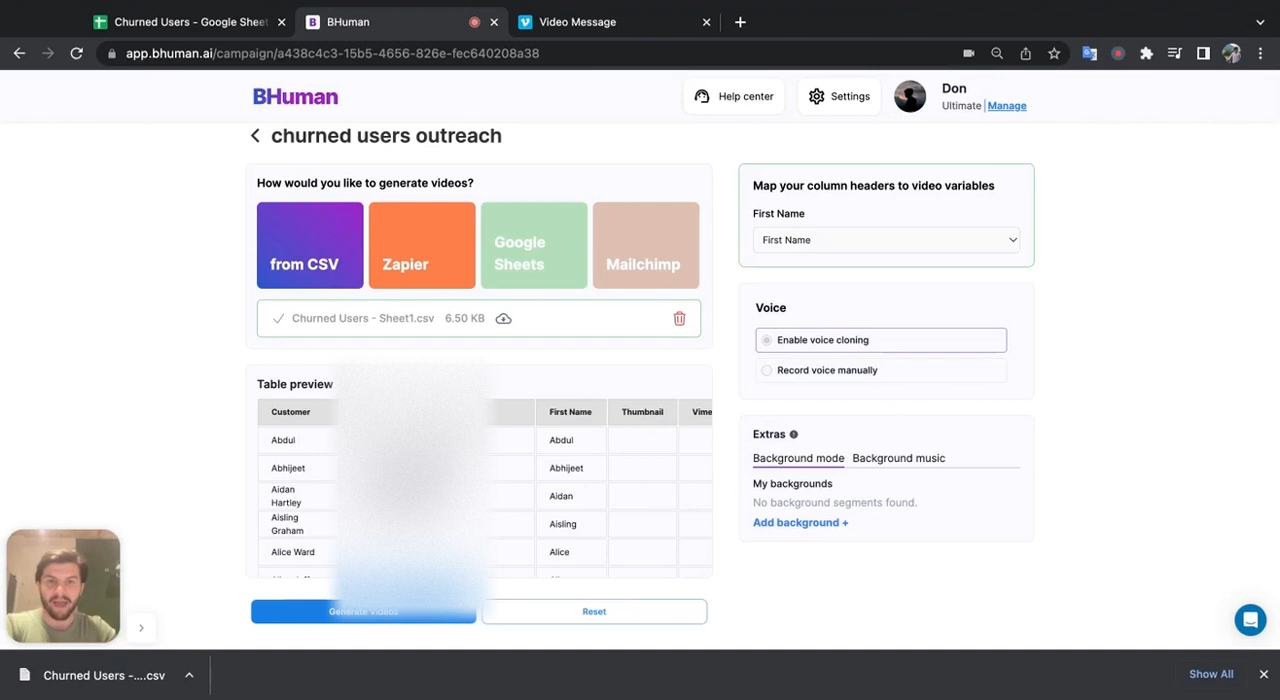 Churned Users - Google Sheet
BHuman
Video Message
app.bhuman.ai/campaign/a438c4c3-15b5-4656-826e-fec640208a38
BHuman
Help center
Settings
Don
Ultimate | Manage
churned users outreach
How would you like to generate videos?
from CSV
Zapier
Google
Sheets
Mailchimp
Churned Users - Sheet1.csv 6.50 KB
Table preview
Customer First Name Thumbnail Vime
Abdul Abdul
Abhijeet Abhijeet
Aidan
Hartley Aidan
Aisling
Graham Aisling
Alice Ward Alice
Generate videos
Reset
Map your column headers to video variables
First Name
First Name
Voice
Enable voice cloning
Record voice manually
Extras
Background mode Background music
My backgrounds
No background segments found.
Add background +
Churned Users -....csv
Show All